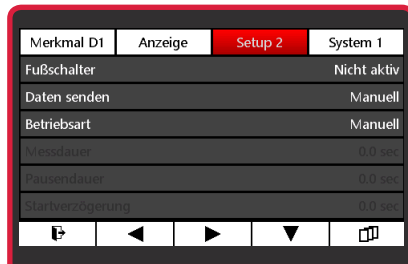 Merkmal D1 Anzeige Setup 2 System 1
Fußschalter Nicht aktiv
Daten senden Manuell
Betriebsart Manuell
Messdauer 0.0 sec
Pausendauer 0.0 sec
Startverzögerung 0.0 sec